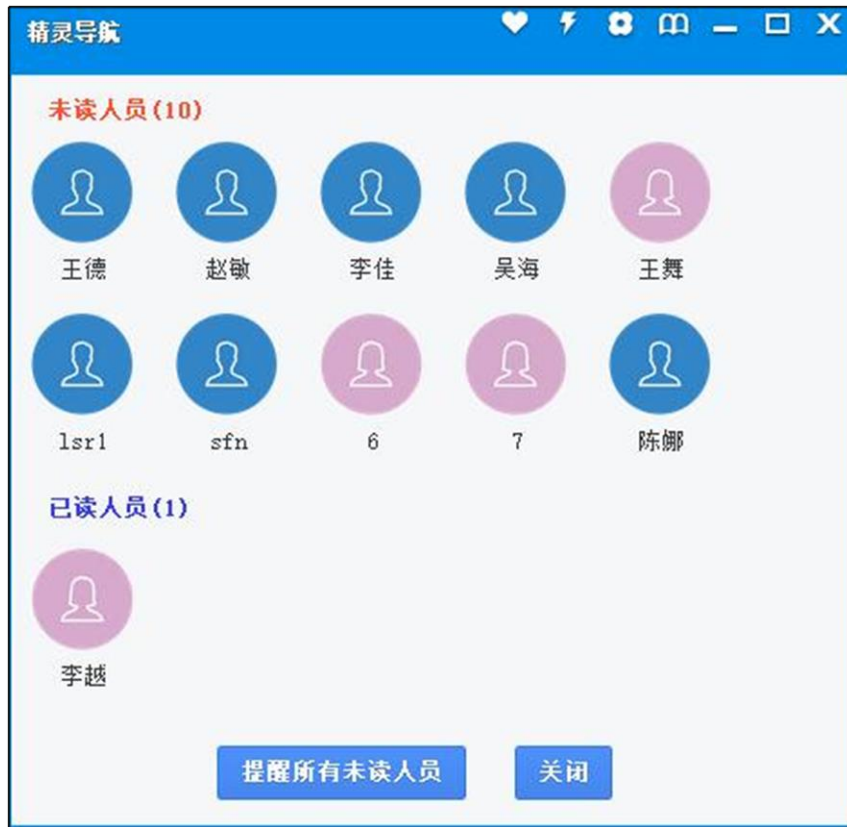 精灵导航
未读人员(10)
王德 赵敏 李佳 吴海 王舞
lsr1 sfn 6 7 陈娜
已读人员(1)
李越
提醒所有未读人员 关闭